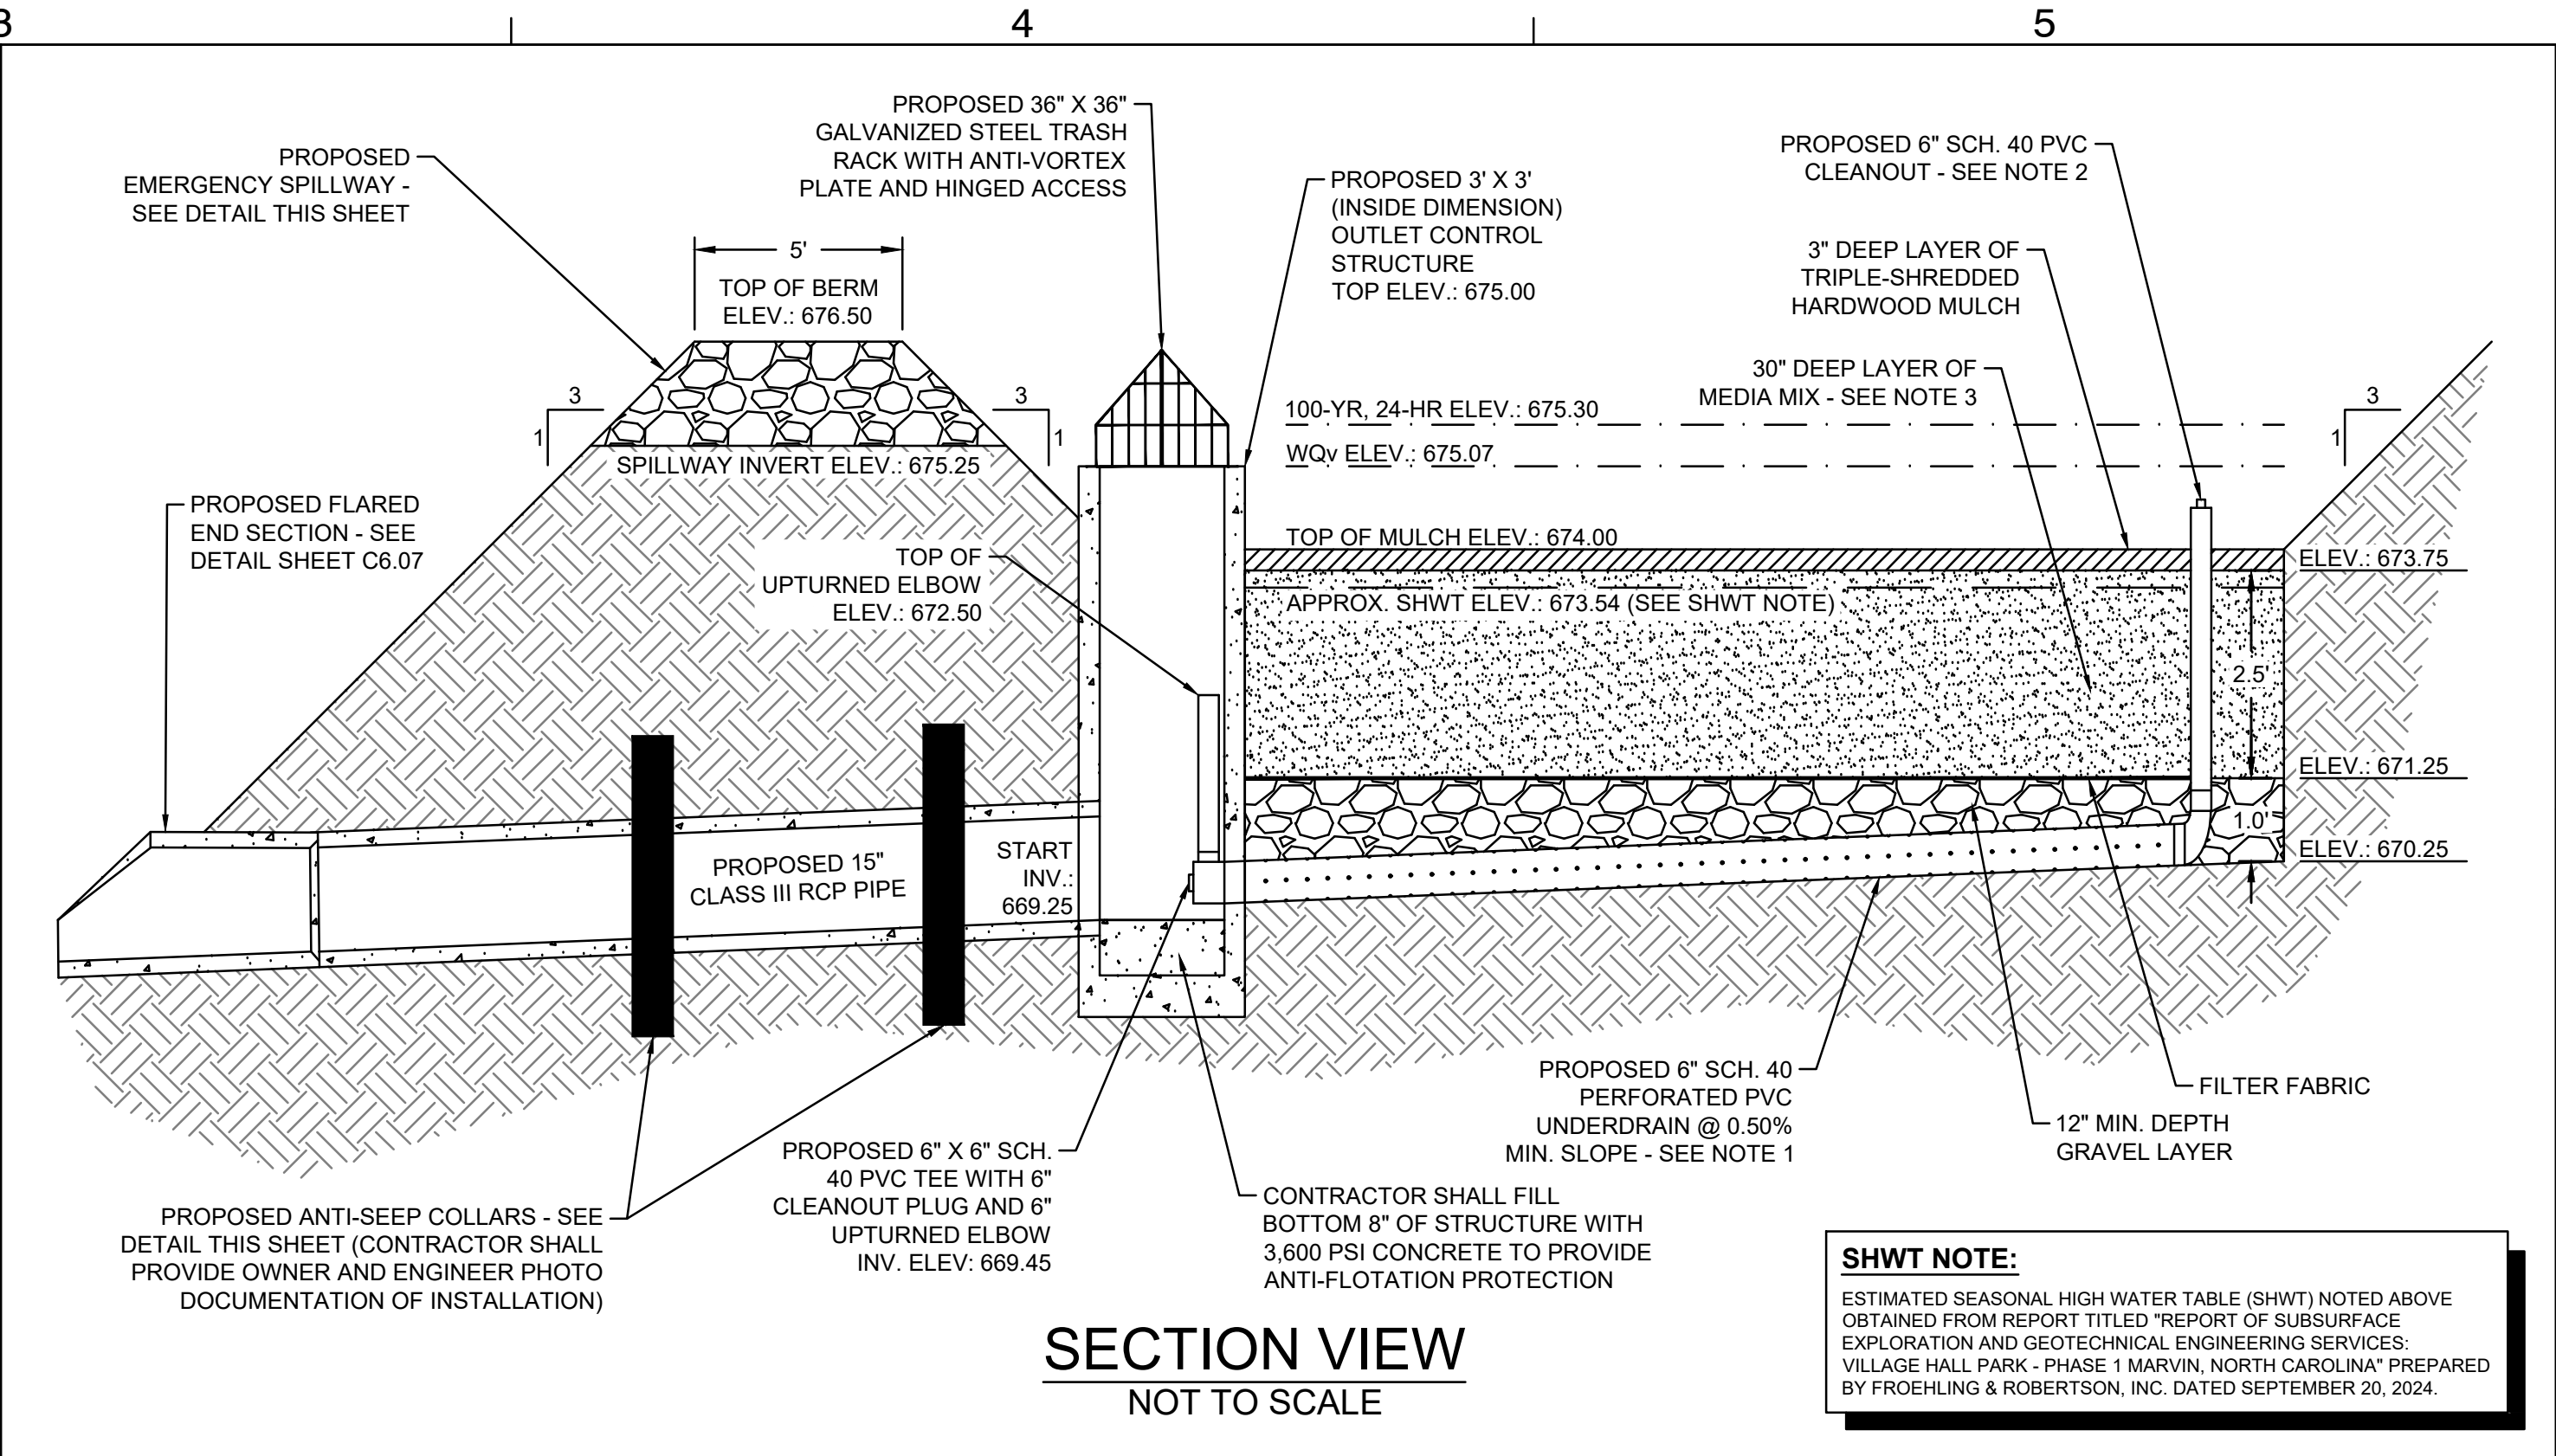 3
4
5
PROPOSED
EMERGENCY SPILLWAY -
SEE DETAIL THIS SHEET
PROPOSED 36" X 36"
GALVANIZED STEEL TRASH
RACK WITH ANTI-VORTEX
PLATE AND HINGED ACCESS
PROPOSED 3' X 3'
(INSIDE DIMENSION)
OUTLET CONTROL
STRUCTURE
TOP ELEV.: 675.00
PROPOSED 6" SCH. 40 PVC
CLEANOUT - SEE NOTE 2
3" DEEP LAYER OF
TRIPLE-SHREDDED
HARDWOOD MULCH
30" DEEP LAYER OF
MEDIA MIX - SEE NOTE 3
5'
TOP OF BERM
ELEV.: 676.50
3
1
3
1
3
1
100-YR, 24-HR ELEV.: 675.30
WQv ELEV.: 675.07
SPILLWAY INVERT ELEV.: 675.25
PROPOSED FLARED
END SECTION - SEE
DETAIL SHEET C6.07
TOP OF
UPTURNED ELBOW
ELEV.: 672.50
TOP OF MULCH ELEV.: 674.00
ELEV.: 673.75
APPROX. SHWT ELEV.: 673.54 (SEE SHWT NOTE)
2.5'
ELEV.: 671.25
1.0'
ELEV.: 670.25
PROPOSED 15"
CLASS III RCP PIPE
START
INV.:
669.25
PROPOSED ANTI-SEEP COLLARS - SEE
DETAIL THIS SHEET (CONTRACTOR SHALL
PROVIDE OWNER AND ENGINEER PHOTO
DOCUMENTATION OF INSTALLATION)
PROPOSED 6" X 6" SCH.
40 PVC TEE WITH 6"
CLEANOUT PLUG AND 6"
UPTURNED ELBOW
INV. ELEV: 669.45
CONTRACTOR SHALL FILL
BOTTOM 8" OF STRUCTURE WITH
3,600 PSI CONCRETE TO PROVIDE
ANTI-FLOTATION PROTECTION
PROPOSED 6" SCH. 40
PERFORATED PVC
UNDERDRAIN @ 0.50%
MIN. SLOPE - SEE NOTE 1
FILTER FABRIC
12" MIN. DEPTH
GRAVEL LAYER
SECTION VIEW
NOT TO SCALE
SHWT NOTE:
ESTIMATED SEASONAL HIGH WATER TABLE (SHWT) NOTED ABOVE
OBTAINED FROM REPORT TITLED "REPORT OF SUBSURFACE
EXPLORATION AND GEOTECHNICAL ENGINEERING SERVICES:
VILLAGE HALL PARK - PHASE 1 MARVIN, NORTH CAROLINA" PREPARED
BY FROEHLING & ROBERTSON, INC. DATED SEPTEMBER 20, 2024.